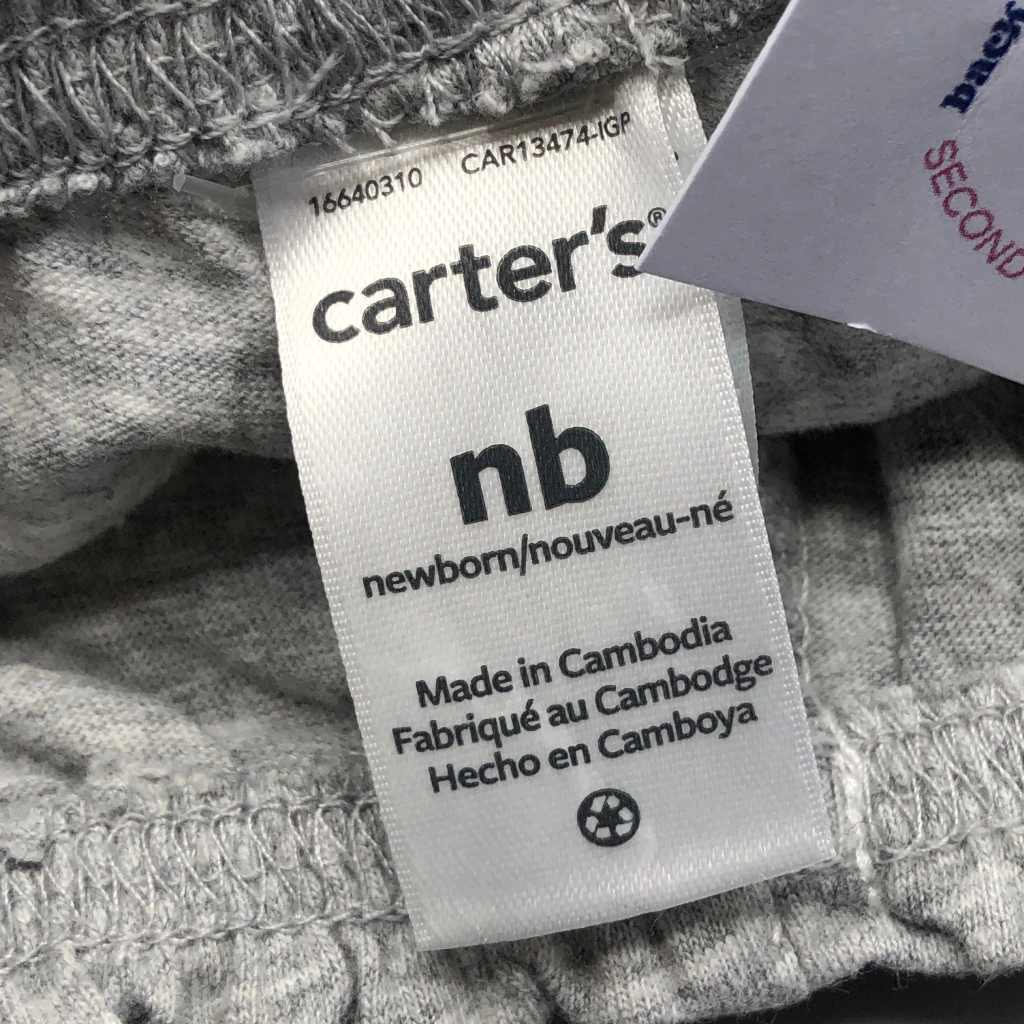 16640310 CAR13474-IGP
carter's®
nb
newborn/nouveau-né
Made in Cambodia
Fabriqué au Cambodge
Hecho en Camboya
SECOND